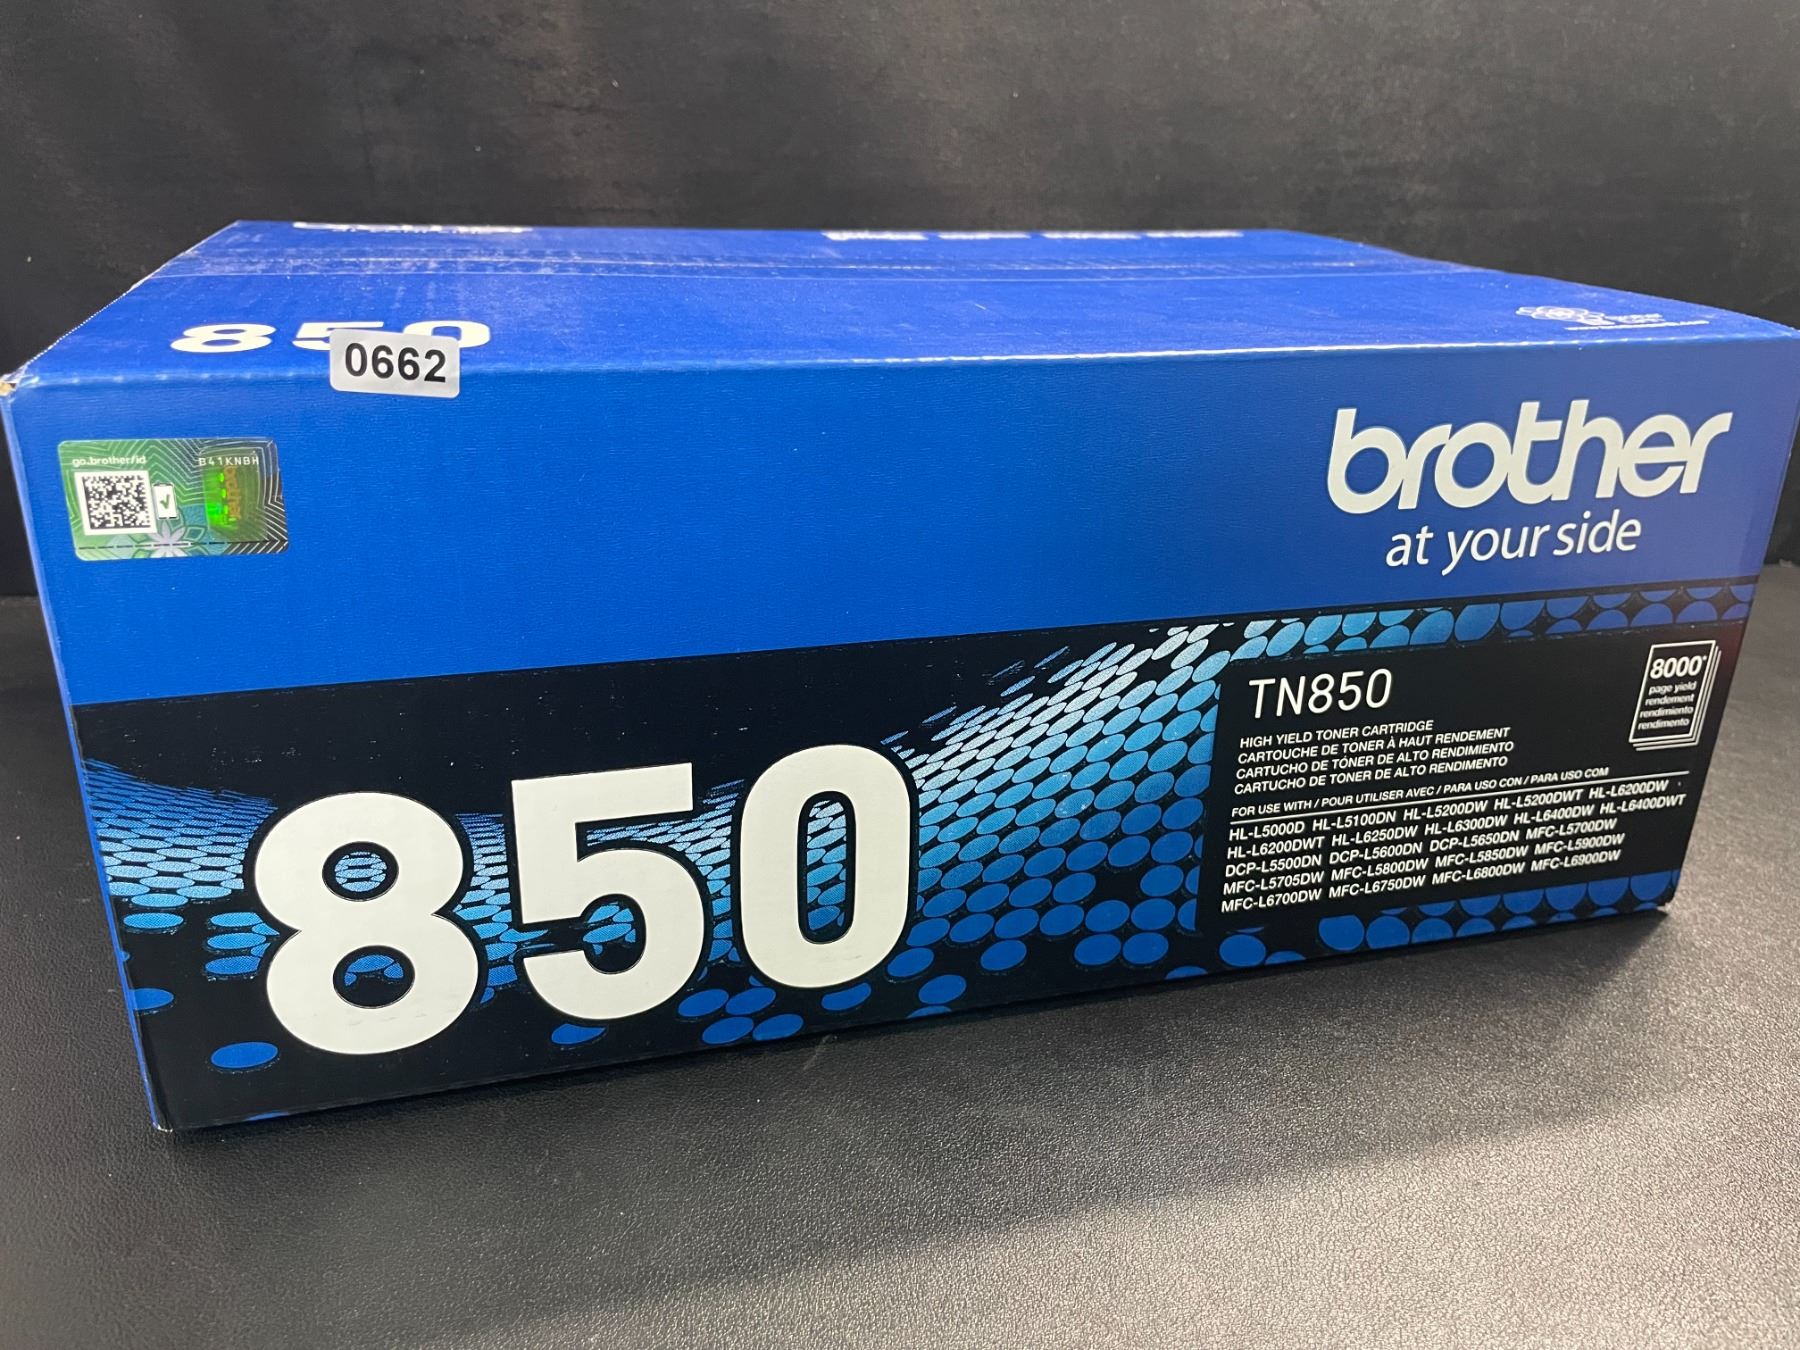 850
0662
go.brother/id
B41KNBH
brother
at your side
850
TN850
8000*
page yield
rendement
rendimiento
rendimento
HIGH YIELD TONER CARTRIDGE
CARTOUCHE DE TONER À HAUT RENDEMENT
CARTUCHO DE TÓNER DE ALTO RENDIMIENTO
CARTUCHO DE TONER DE ALTO RENDIMENTO
FOR USE WITH / POUR UTILISER AVEC / PARA USO CON / PARA USO COM
HL-L5000D HL-L5100DN HL-L5200DW HL-L5200DWT HL-L6200DW
HL-L6200DWT HL-L6250DW HL-L6300DW HL-L6400DW HL-L6400DWT
DCP-L5500DN DCP-L5600DN DCP-L5650DN MFC-L5700DW
MFC-L5705DW MFC-L5800DW MFC-L5850DW MFC-L5900DW
MFC-L6700DW MFC-L6750DW MFC-L6800DW MFC-L6900DW